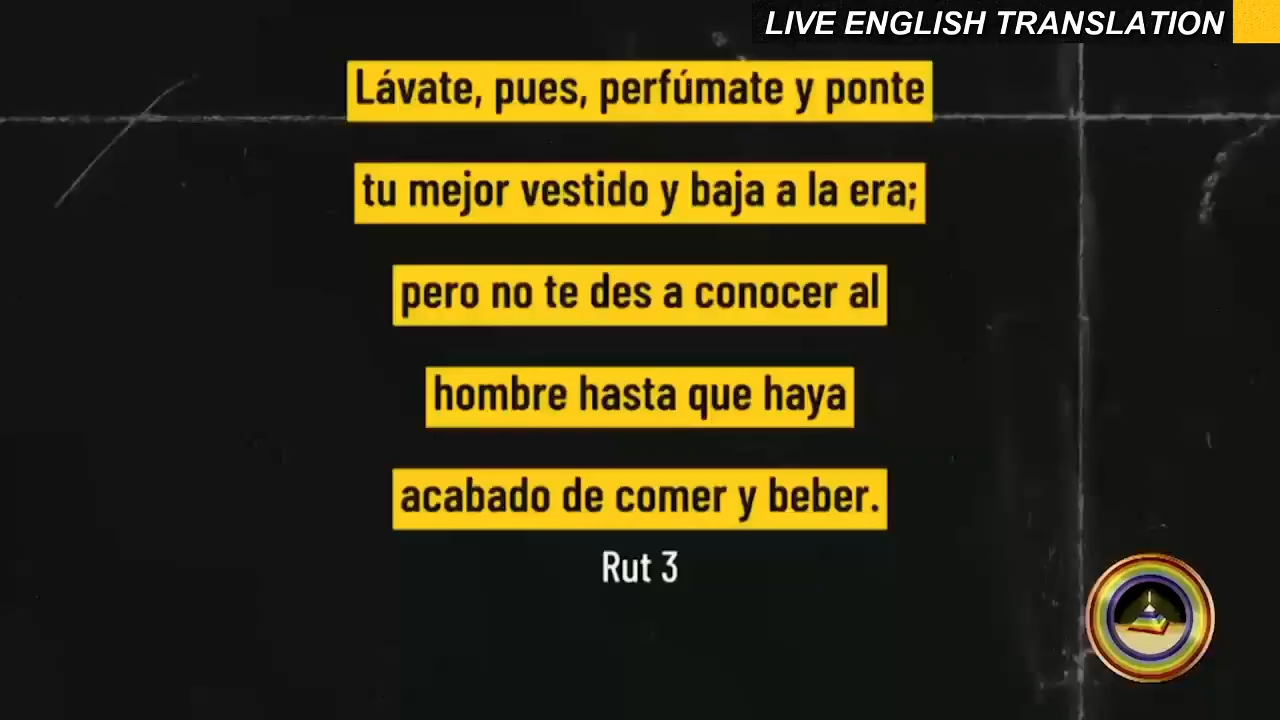 LIVE ENGLISH TRANSLATION
Lávate, pues, perfúmate y ponte
tu mejor vestido y baja a la era;
pero no te des a conocer al
hombre hasta que haya
acabado de comer y beber.
Rut 3